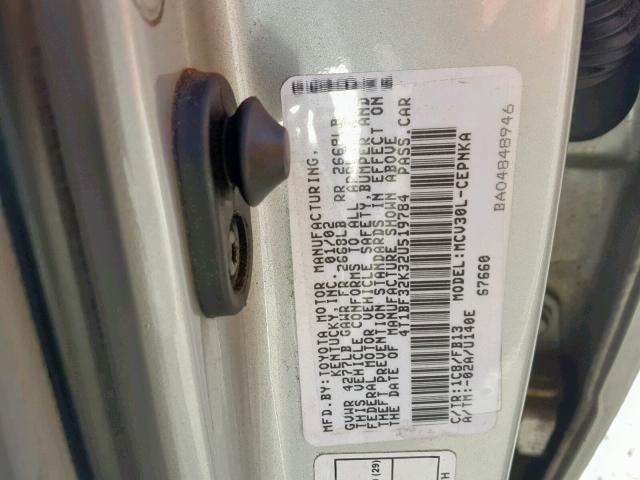 MFD.BY:TOYOTA MOTOR MANUFACTURING,
KENTUCKY,INC. 01/02
GVWR 4277LB GAWR FR 2668LB RR 2668LB
THIS VEHICLE CONFORMS TO ALL
FEDERAL MOTOR VEHICLE SAFETY,BUMPER AND
THEFT PREVENTION STANDARDS IN EFFECT ON
THE DATE OF MANUFACTURE SHOWN ABOVE
4T1BF32K32U519784 PASS.CAR
C/TR:1C8/FB13 MODEL:MCV30L-CEPNKA
A/TM:-02A/U140E S7660
BA04848946
(29)